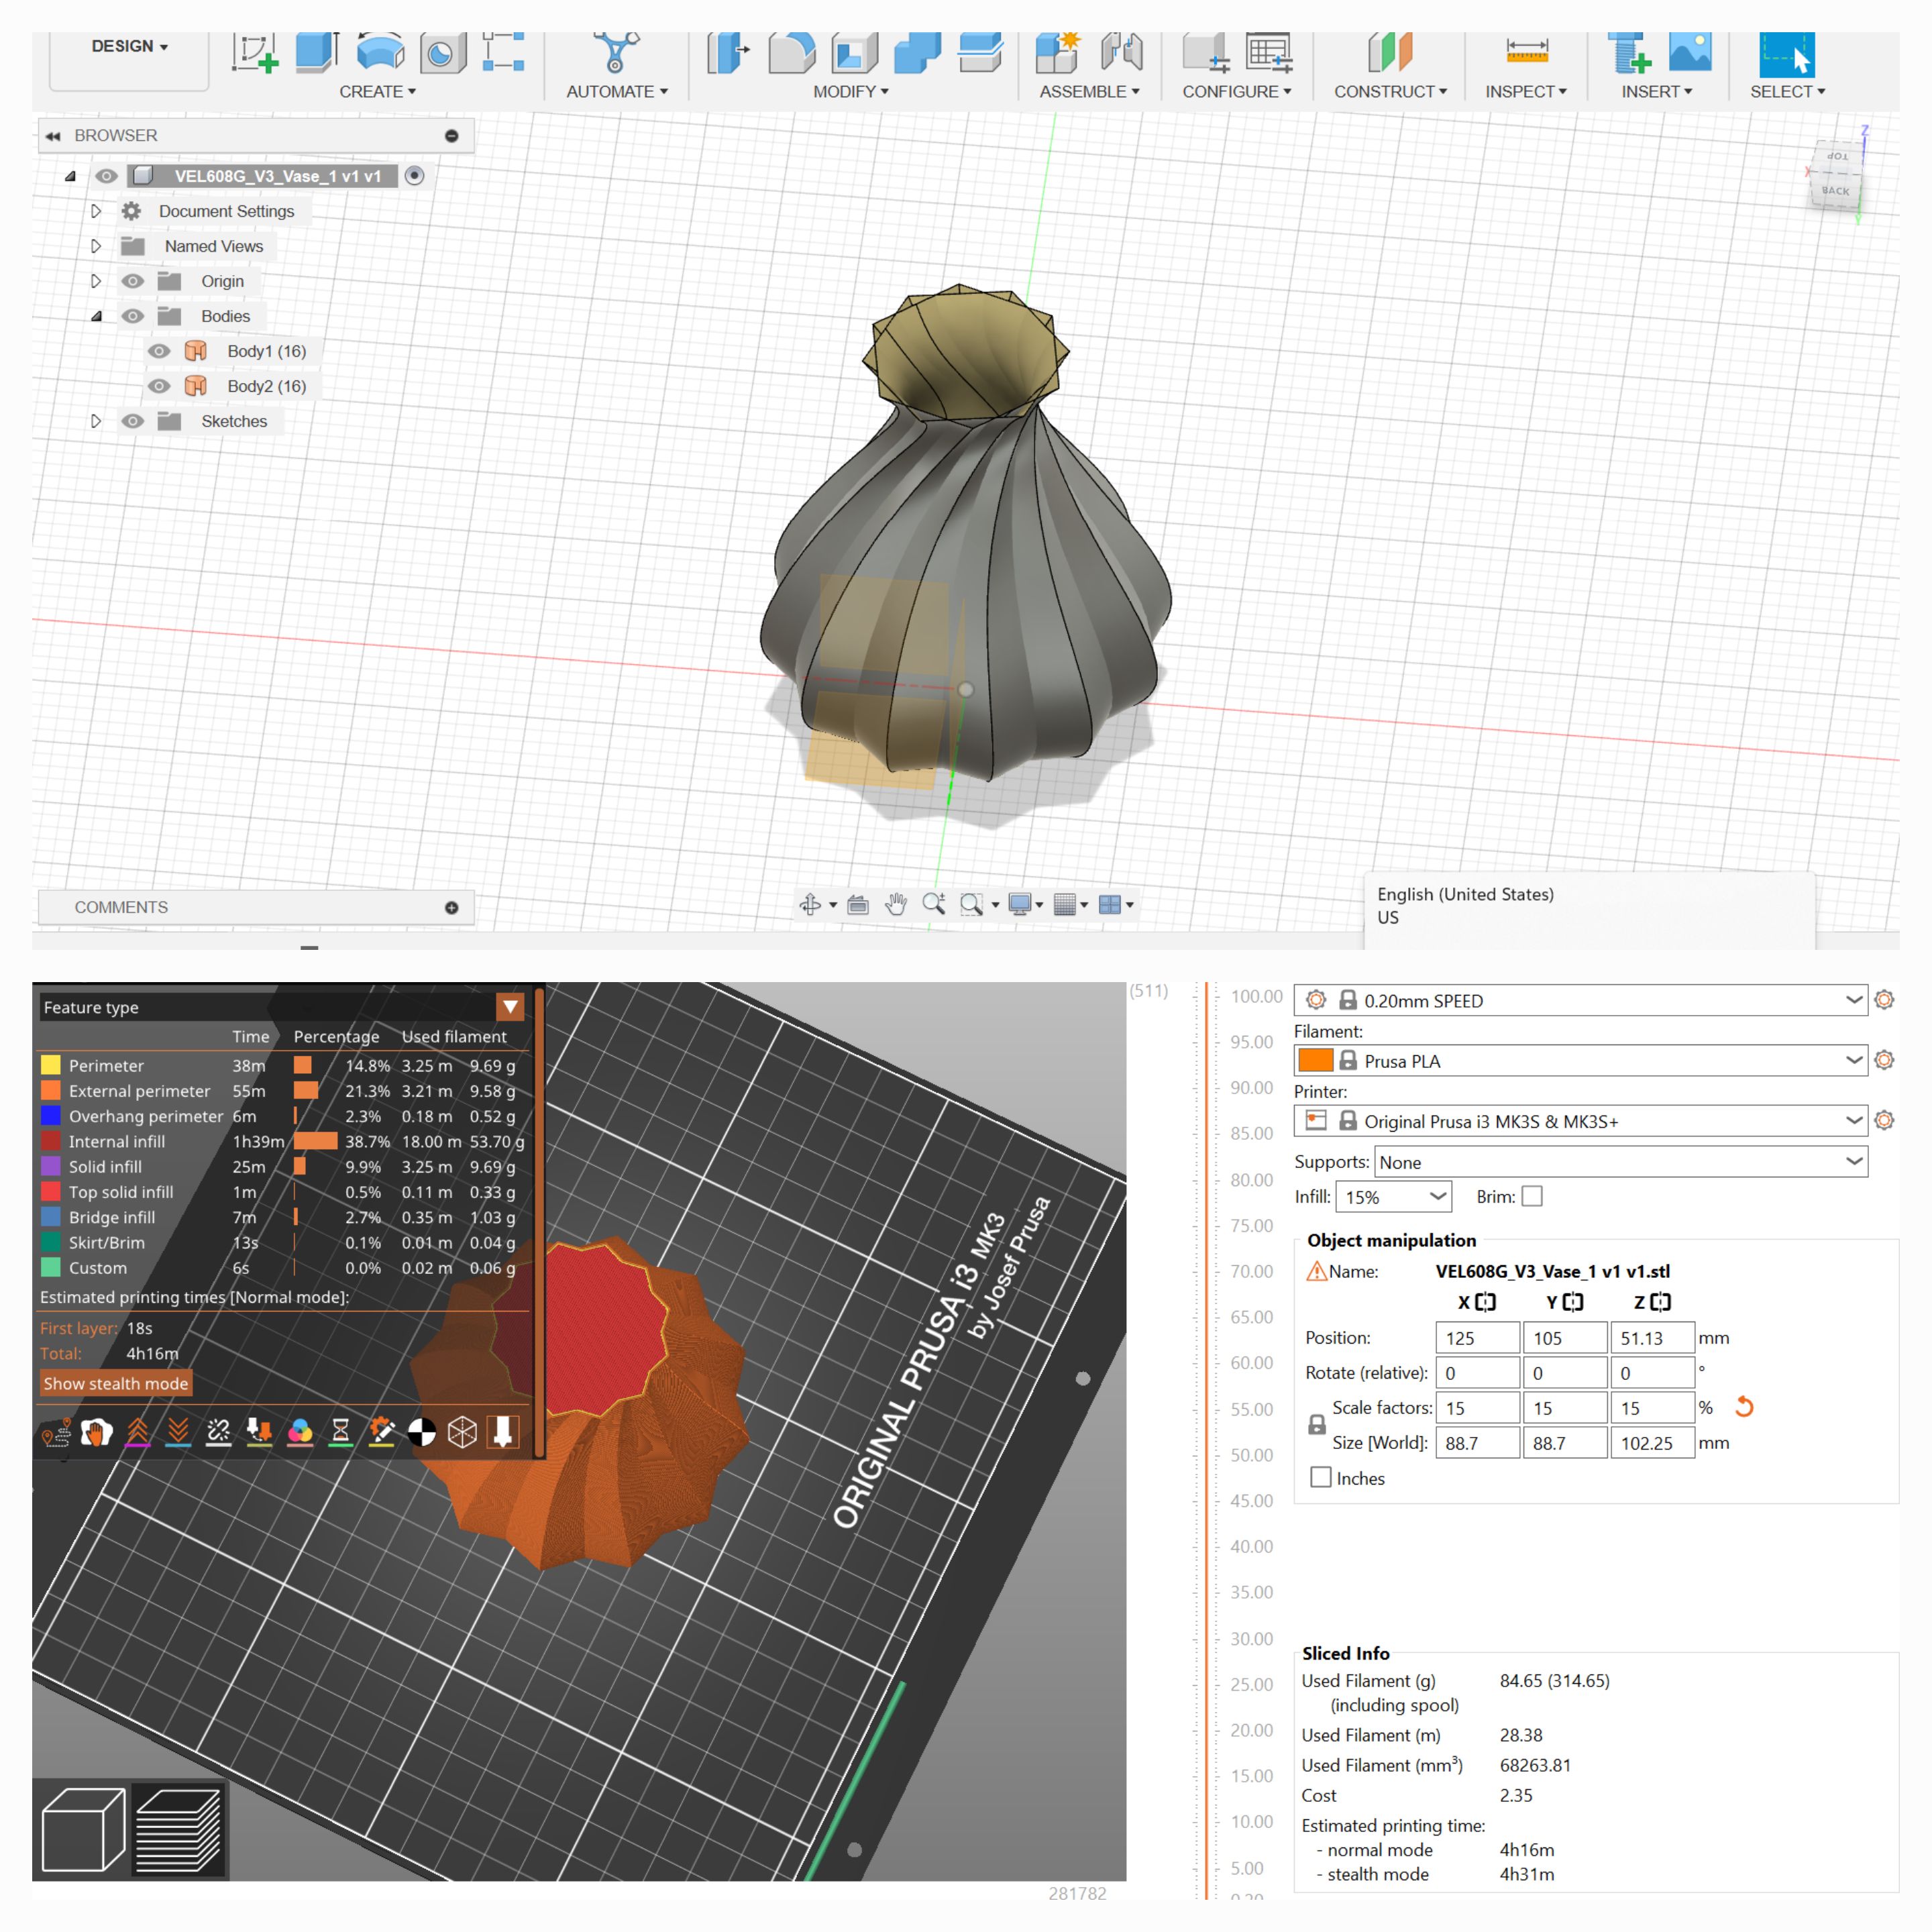 DESIGN
CREATE
AUTOMATE
MODIFY
ASSEMBLE
CONFIGURE
CONSTRUCT
INSPECT
INSERT
SELECT
BROWSER
VEL608G_V3_Vase_1 v1 v1
Document Settings
Named Views
Origin
Bodies
Body1 (16)
Body2 (16)
Sketches
Z
X
TOP
BACK
Y
COMMENTS
English (United States)
US
Feature type
Time Percentage Used filament
Perimeter 38m 14.8% 3.25 m 9.69 g
External perimeter 55m 21.3% 3.21 m 9.58 g
Overhang perimeter 6m 2.3% 0.18 m 0.52 g
Internal infill 1h39m 38.7% 18.00 m 53.70 g
Solid infill 25m 9.9% 3.25 m 9.69 g
Top solid infill 1m 0.5% 0.11 m 0.33 g
Bridge infill 7m 2.7% 0.35 m 1.03 g
Skirt/Brim 13s 0.1% 0.01 m 0.04 g
Custom 6s 0.0% 0.02 m 0.06 g
Estimated printing times [Normal mode]:
First layer: 18s
Total: 4h16m
Show stealth mode
ORIGINAL PRUSA i3 MK3
by Josef Prusa
281782
(511)
100.00
95.00
90.00
85.00
80.00
75.00
70.00
65.00
60.00
55.00
50.00
45.00
40.00
35.00
30.00
25.00
20.00
15.00
10.00
5.00
0.20
0.20mm SPEED
Filament:
Prusa PLA
Printer:
Original Prusa i3 MK3S & MK3S+
Supports: None
Infill: 15% Brim:
Object manipulation
Name: VEL608G_V3_Vase_1 v1 v1.stl
X Y Z
Position: 125 105 51.13 mm
Rotate (relative): 0 0 0 °
Scale factors: 15 15 15 %
Size [World]: 88.7 88.7 102.25 mm
Inches
Sliced Info
Used Filament (g) 84.65 (314.65)
(including spool)
Used Filament (m) 28.38
Used Filament (mm³) 68263.81
Cost 2.35
Estimated printing time:
- normal mode 4h16m
- stealth mode 4h31m